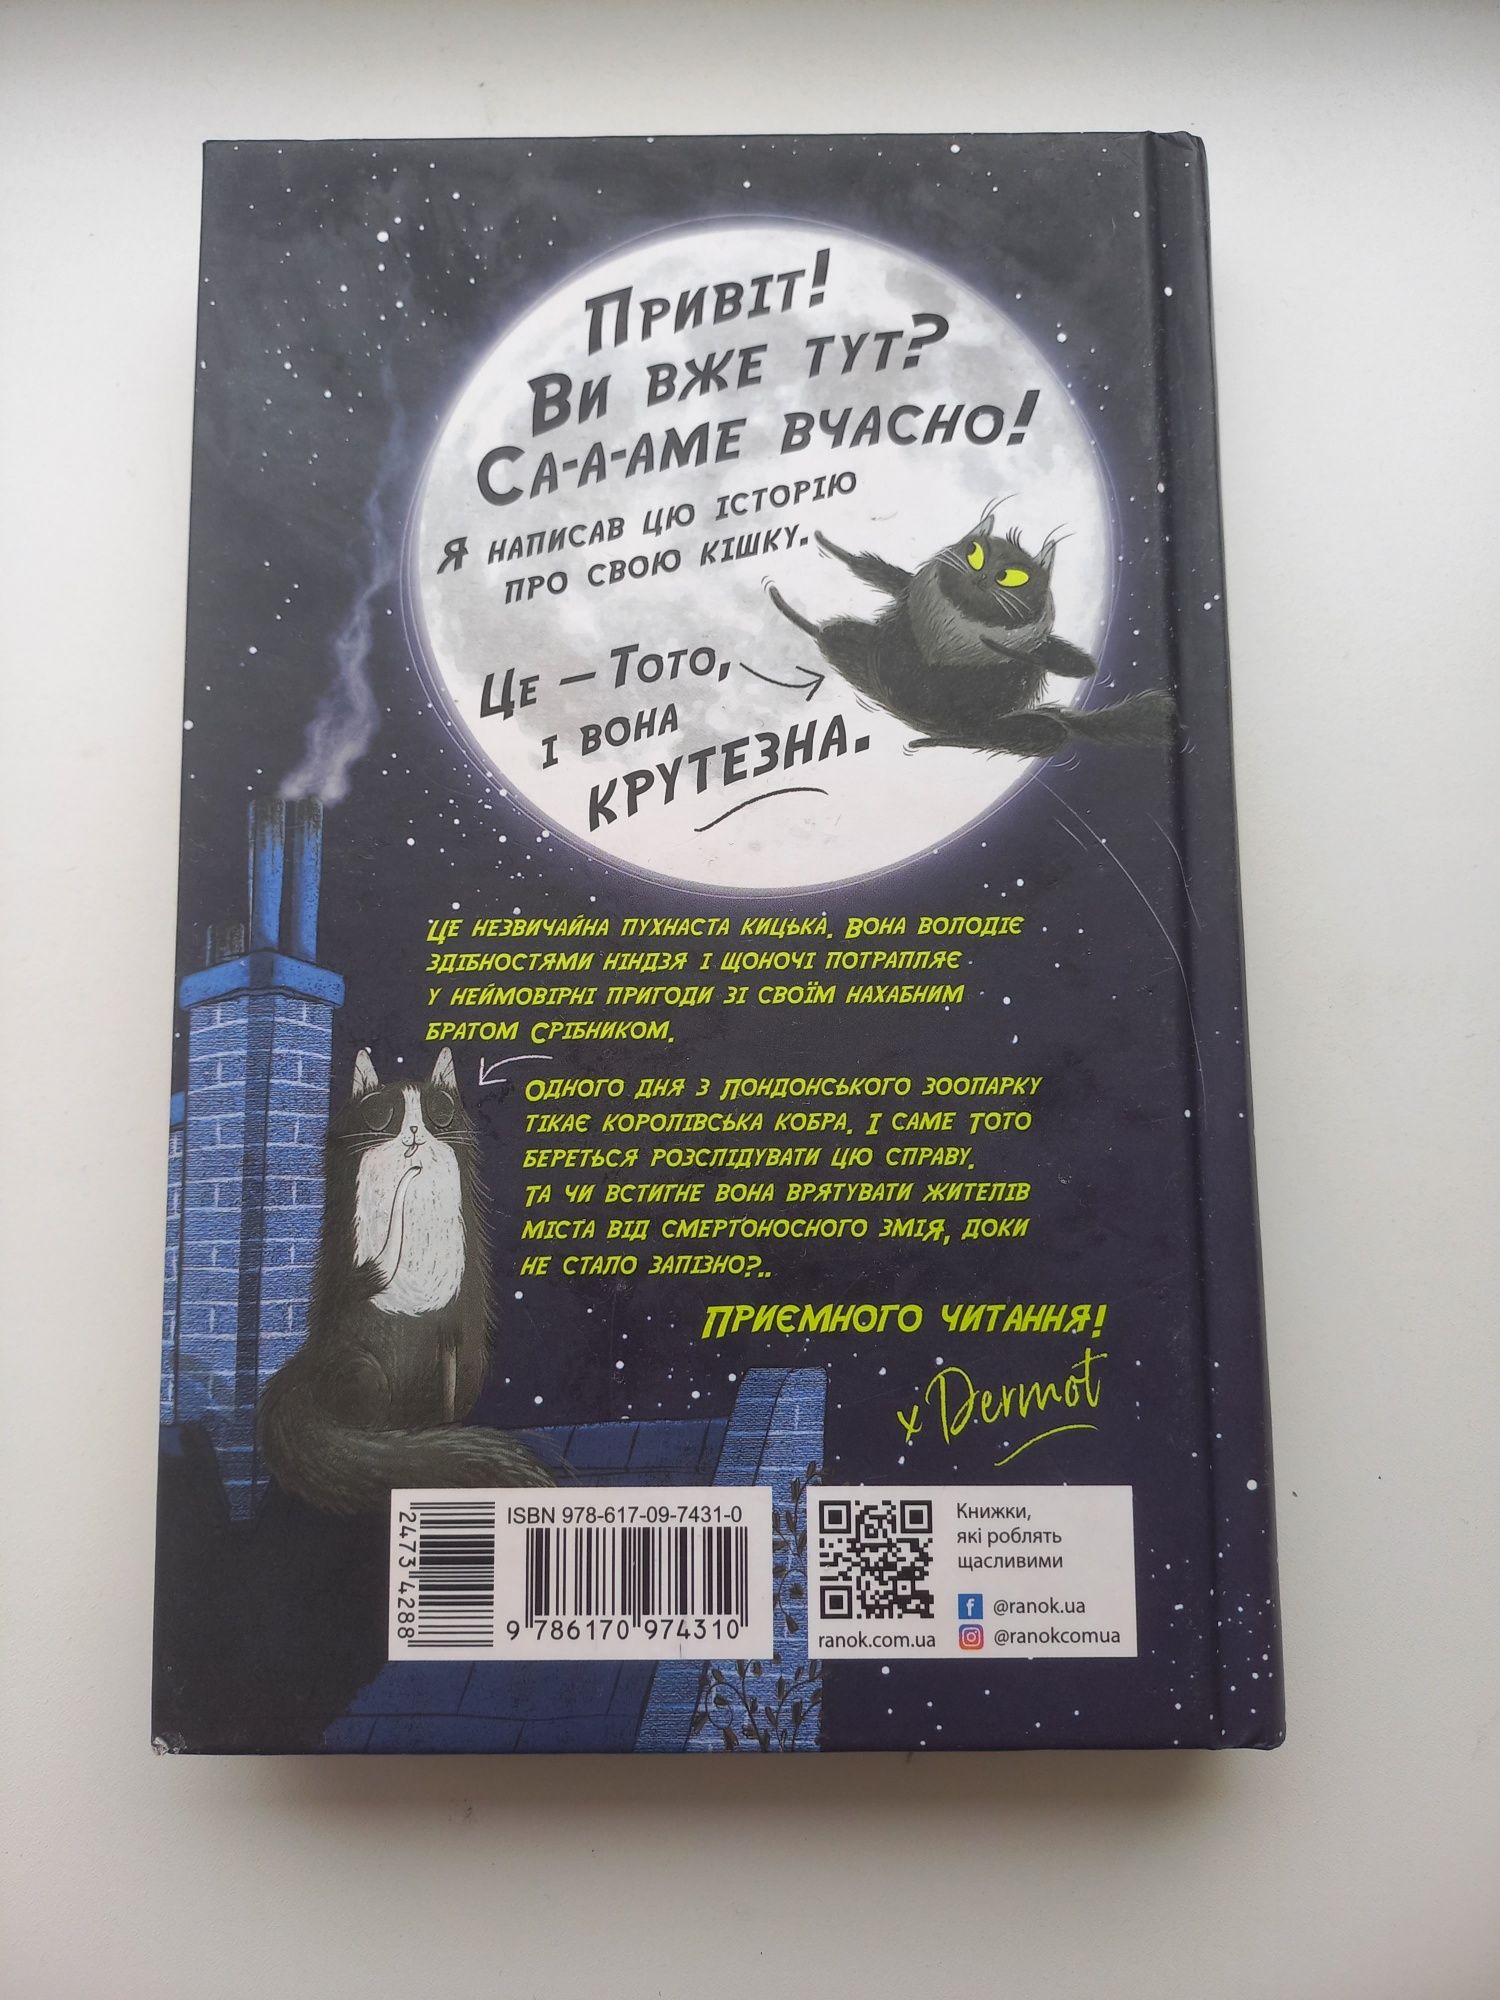 Привіт!
Ви вже тут?
Са-а-аме вчасно!
Я написав цю історію
про свою кішку.
Це – Тото,
і вона
крутезна.
Це незвичайна пухнаста кицька. Вона володіє
здібностями ніндзя і щоночі потрапляє
у неймовірні пригоди зі своїм нахабним
братом Срібником.
Одного дня з Лондонського зоопарку
тікає королівська кобра. І саме Тото
береться розслідувати цю справу.
Та чи встигне вона врятувати жителів
міста від смертоносного змія, доки
не стало запізно?..
Приємного читання!
x Dermot
2473 4288
ISBN 978-617-09-7431-0
9 786170 974310
Книжки,
які роблять
щасливими
@ranok.ua
@ranokcomua
ranok.com.ua